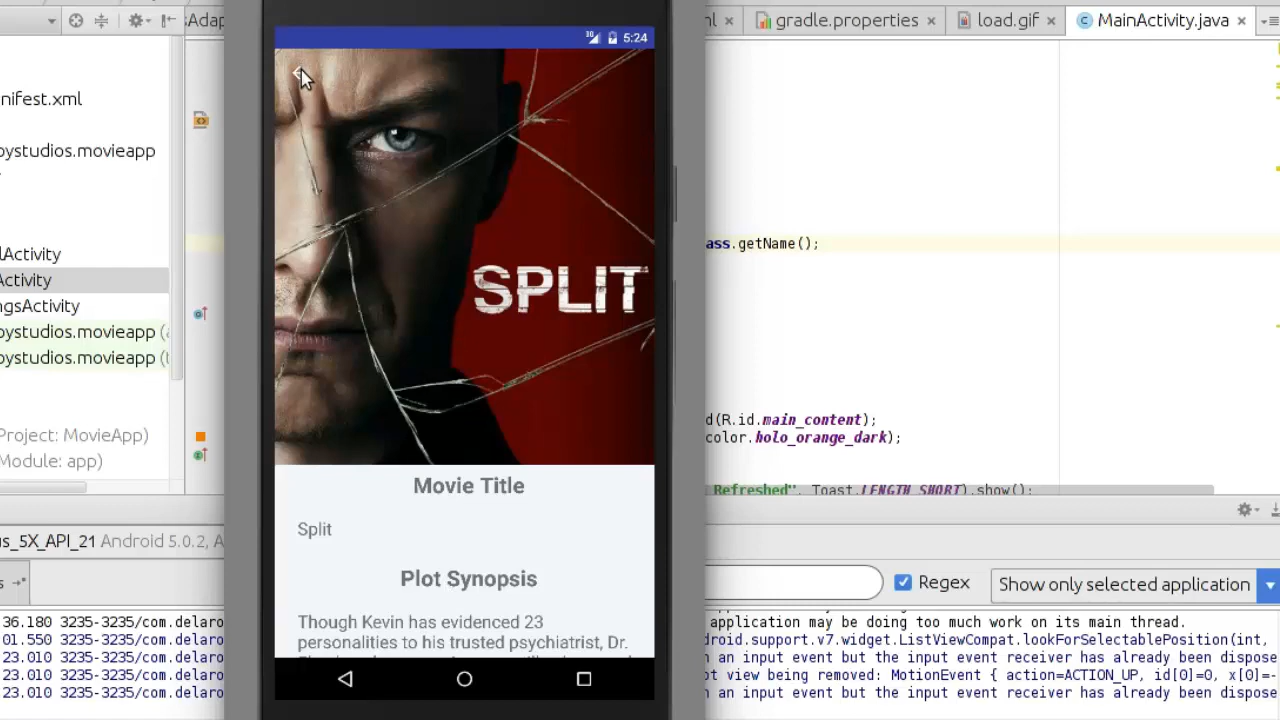 sAdap
ml
gradle.properties
load.gif
MainActivity.java
5:24
nifest.xml
oystudios.movieapp
lActivity
Activity
ngsActivity
oystudios.movieapp (a
oystudios.movieapp (t
Project: MovieApp)
Module: app)
SPLIT
ass.getName();
d(R.id.main_content);
color.holo_orange_dark);
Refreshed", Toast.LENGTH_SHORT).show();
Movie Title
Split
Plot Synopsis
Though Kevin has evidenced 23
personalities to his trusted psychiatrist, Dr.
us_5X_API_21 Android 5.0.2, A
Regex
Show only selected application
36.180 3235-3235/com.delaro
application may be doing too much work on its main thread.
01.550 3235-3235/com.delaro
droid.support.v7.widget.ListViewCompat.lookForSelectablePosition(int,
23.010 3235-3235/com.delaro
n an input event but the input event receiver has already been dispose
23.010 3235-3235/com.delaro
ot view being removed: MotionEvent { action=ACTION_UP, id[0]=0, x[0]=-
23.010 3235-3235/com.delaro
n an input event but the input event receiver has already been dispose